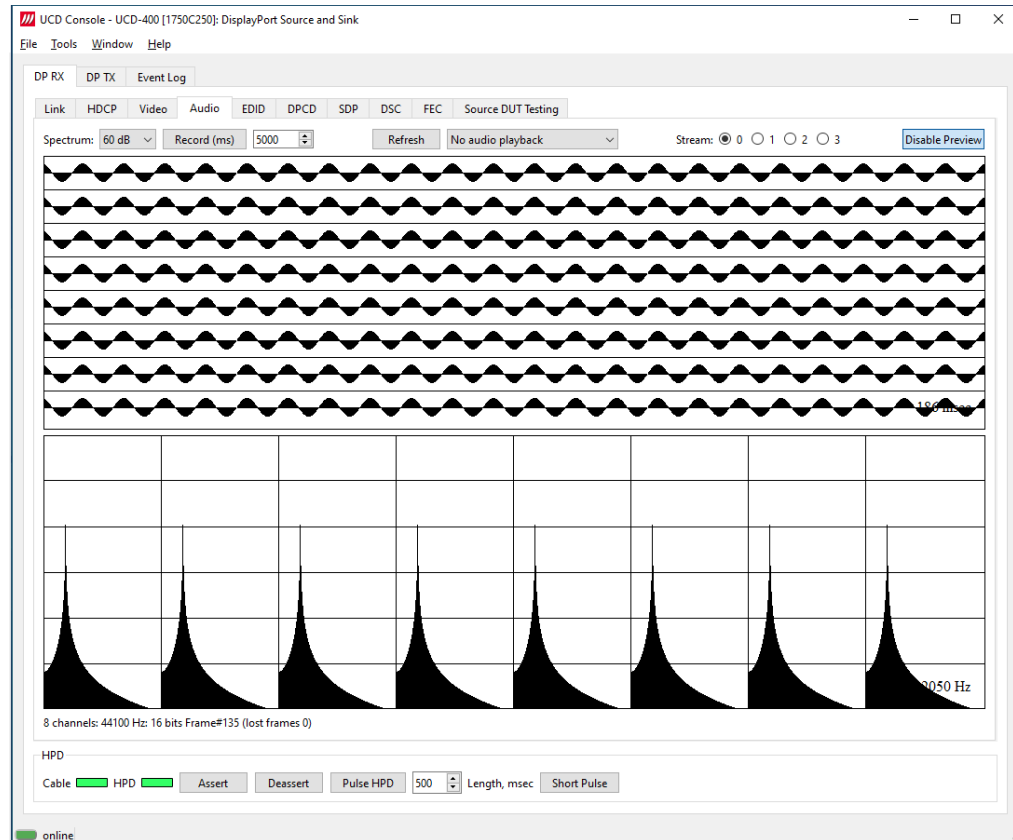 UCD Console - UCD-400 [1750C250]: DisplayPort Source and Sink
File Tools Window Help
DP RX DP TX Event Log
Link HDCP Video Audio EDID DPCD SDP DSC FEC Source DUT Testing
Spectrum: 60 dB Record (ms) 5000 Refresh No audio playback Stream: 0 1 2 3 Disable Preview
Hz
8 channels: 44100 Hz: 16 bits Frame#135 (lost frames 0)
HPD
Cable HPD Assert Deassert Pulse HPD 500 Length, msec Short Pulse
online